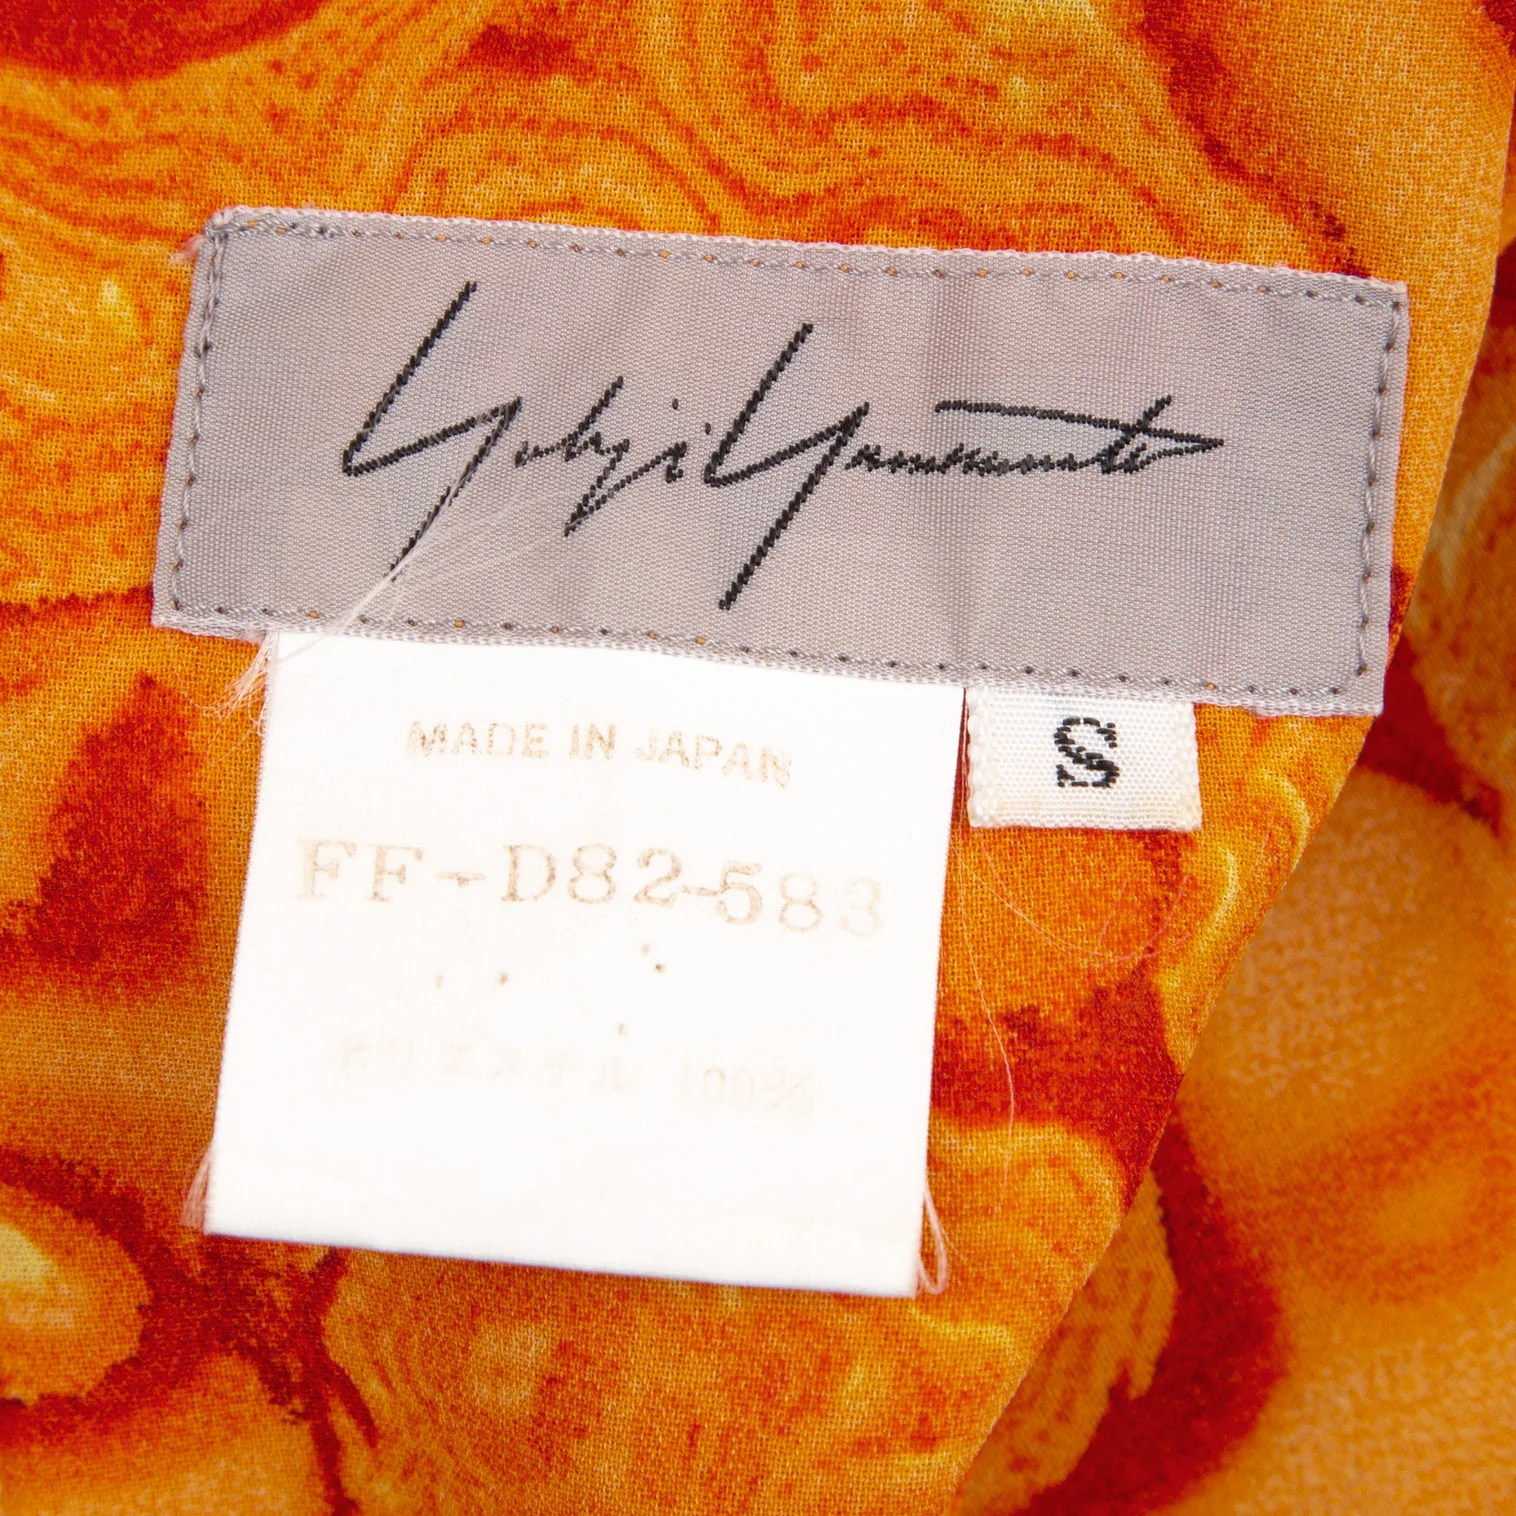 Yohji Yamamoto
MADE IN JAPAN
S
FF-D82-583
ポリエステル 100%